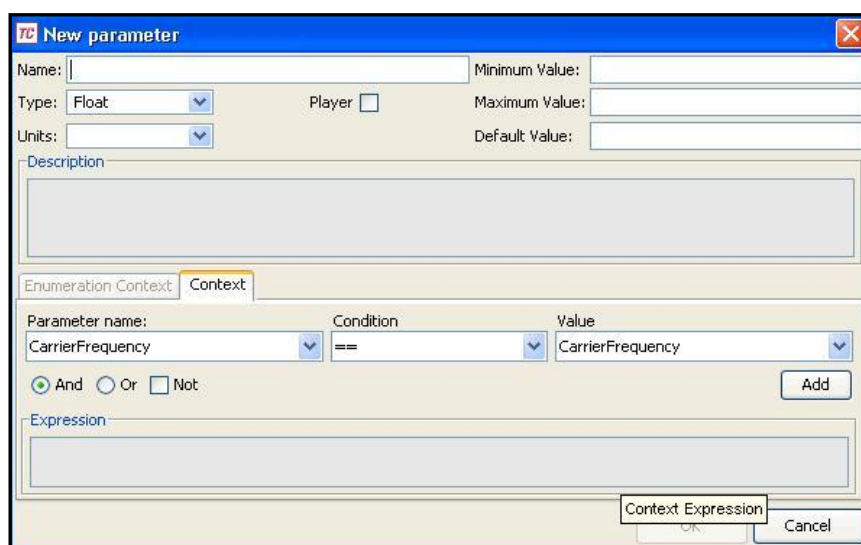 TC New parameter
Name: Minimum Value:
Type: Float Player Maximum Value:
Units: Default Value:
Description
Enumeration Context Context
Parameter name: Condition Value
CarrierFrequency == CarrierFrequency
And Or Not Add
Expression
Context Expression
Cancel